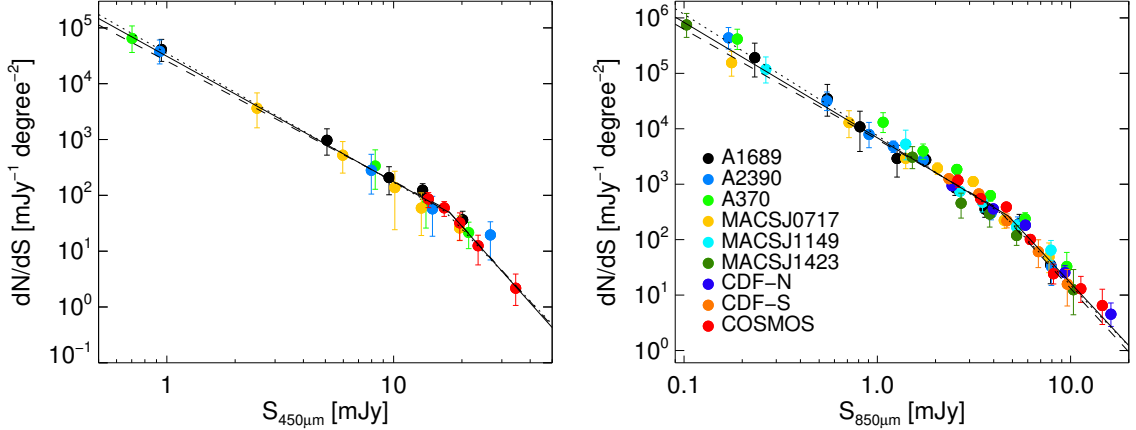 10^5
10^4
10^3
10^2
10^1
10^0
10^−1
dN/dS [mJy^−1 degree^−2]
1
10
S_450μm [mJy]
10^6
10^5
10^4
10^3
10^2
10^1
10^0
dN/dS [mJy^−1 degree^−2]
A1689
A2390
A370
MACSJ0717
MACSJ1149
MACSJ1423
CDF−N
CDF−S
COSMOS
0.1
1.0
10.0
S_850μm [mJy]